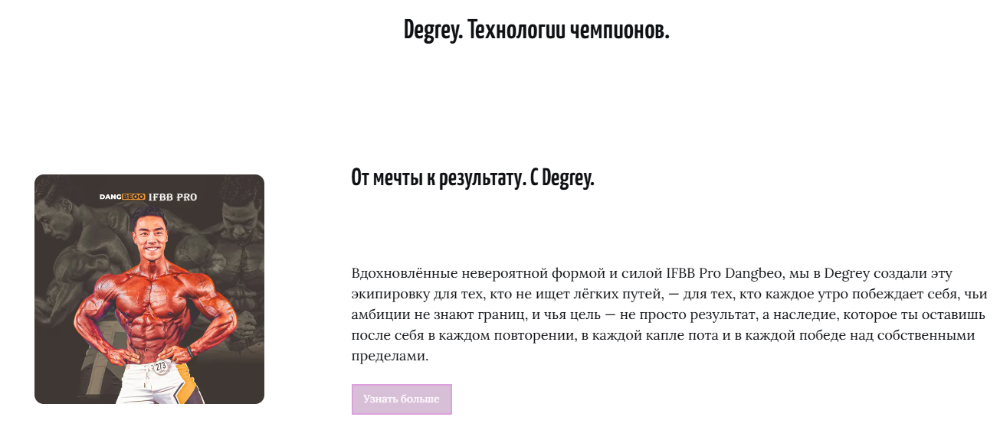 Degrey. Технологии чемпионов.
От мечты к результату. С Degrey.
DANGBEOO IFBB PRO
273
Вдохновлённые невероятной формой и силой IFBB Pro Dangbeo, мы в Degrey создали эту
экипировку для тех, кто не ищет лёгких путей, — для тех, кто каждое утро побеждает себя, чьи
амбиции не знают границ, и чья цель — не просто результат, а наследие, которое ты оставишь
после себя в каждом повторении, в каждой капле пота и в каждой победе над собственными
пределами.
Узнать больше